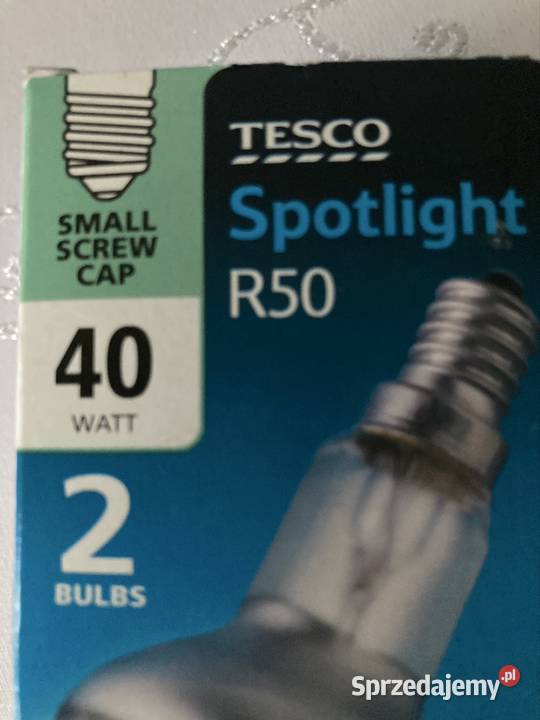 TESCO
Spotlight
R50
SMALL
SCREW
CAP
40
WATT
2
BULBS
Sprzedajemy.pl